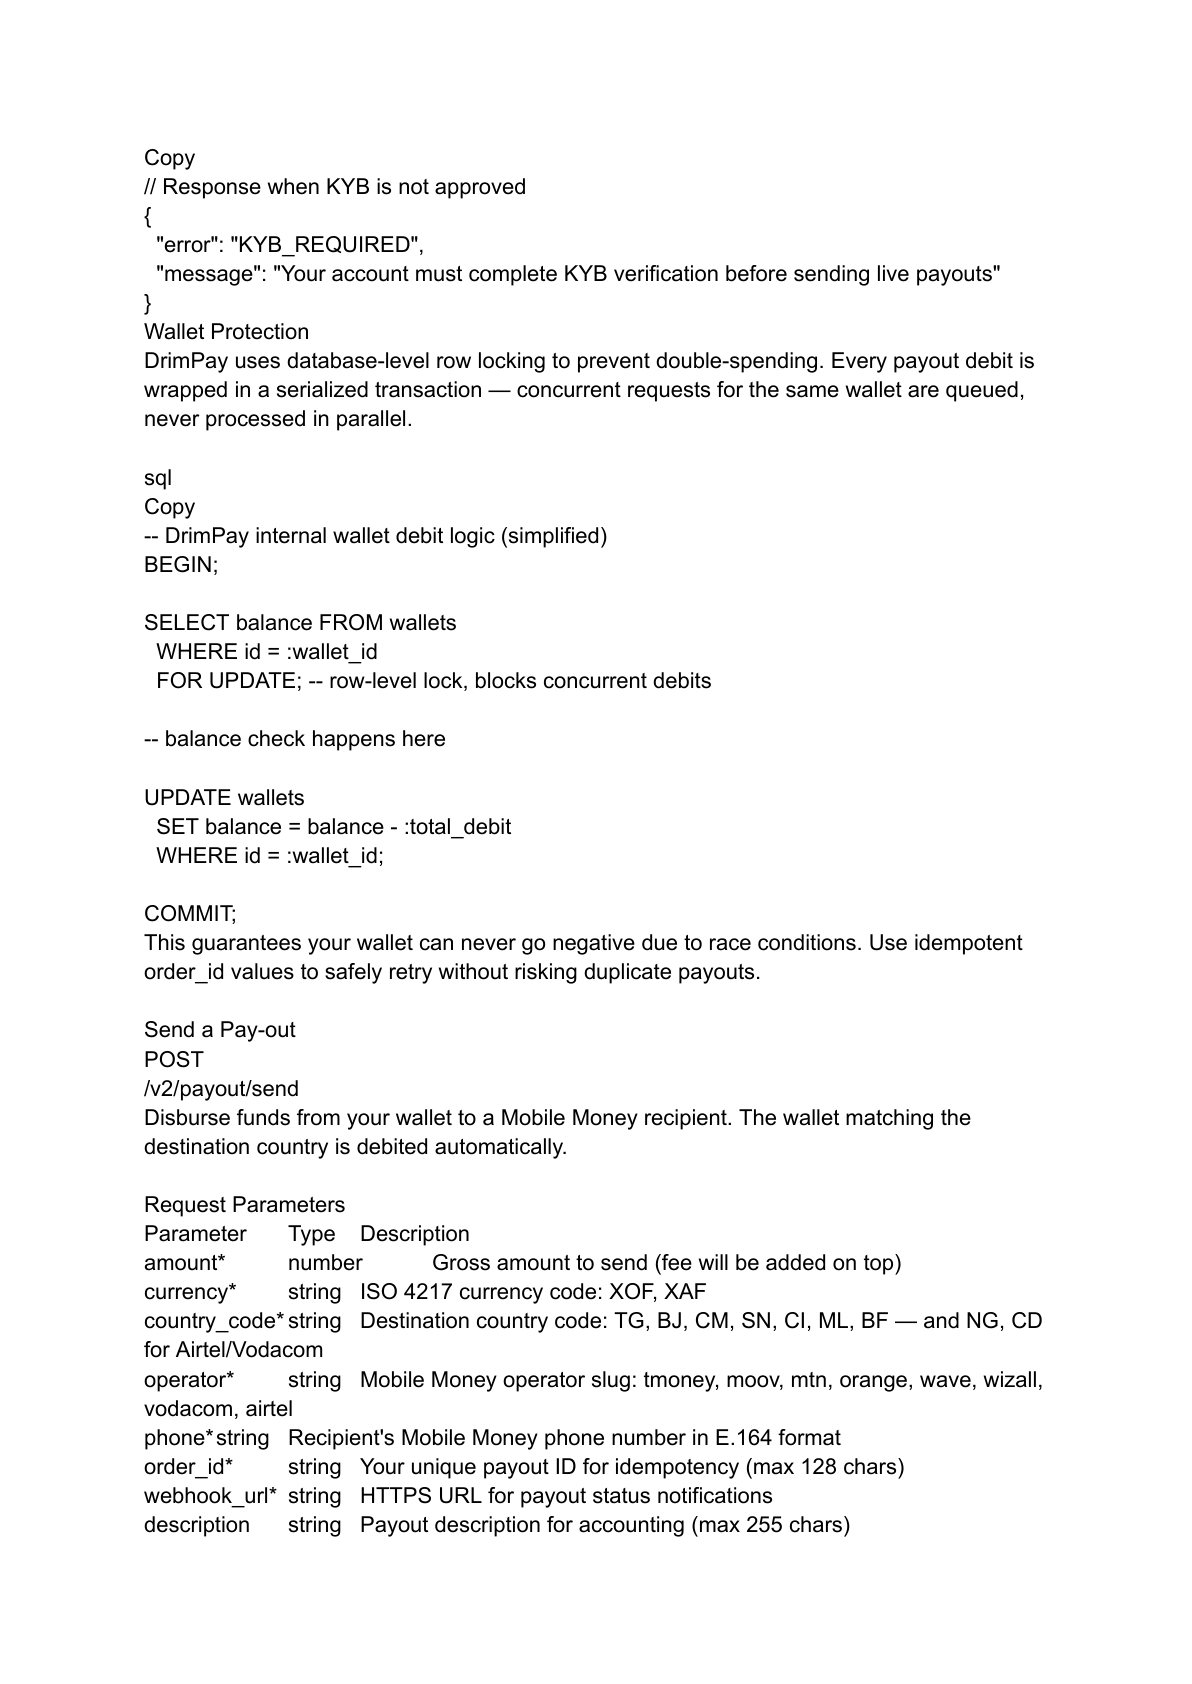 Copy
// Response when KYB is not approved
{
  "error": "KYB_REQUIRED",
  "message": "Your account must complete KYB verification before sending live payouts"
}
Wallet Protection
DrimPay uses database-level row locking to prevent double-spending. Every payout debit is
wrapped in a serialized transaction — concurrent requests for the same wallet are queued,
never processed in parallel.

sql
Copy
-- DrimPay internal wallet debit logic (simplified)
BEGIN;

SELECT balance FROM wallets
  WHERE id = :wallet_id
  FOR UPDATE; -- row-level lock, blocks concurrent debits

-- balance check happens here

UPDATE wallets
  SET balance = balance - :total_debit
  WHERE id = :wallet_id;

COMMIT;
This guarantees your wallet can never go negative due to race conditions. Use idempotent
order_id values to safely retry without risking duplicate payouts.

Send a Pay-out
POST
/v2/payout/send
Disburse funds from your wallet to a Mobile Money recipient. The wallet matching the
destination country is debited automatically.

Request Parameters
Parameter Type Description
amount* number Gross amount to send (fee will be added on top)
currency* string ISO 4217 currency code: XOF, XAF
country_code* string Destination country code: TG, BJ, CM, SN, CI, ML, BF — and NG, CD
for Airtel/Vodacom
operator* string Mobile Money operator slug: tmoney, moov, mtn, orange, wave, wizall,
vodacom, airtel
phone* string Recipient's Mobile Money phone number in E.164 format
order_id* string Your unique payout ID for idempotency (max 128 chars)
webhook_url* string HTTPS URL for payout status notifications
description string Payout description for accounting (max 255 chars)